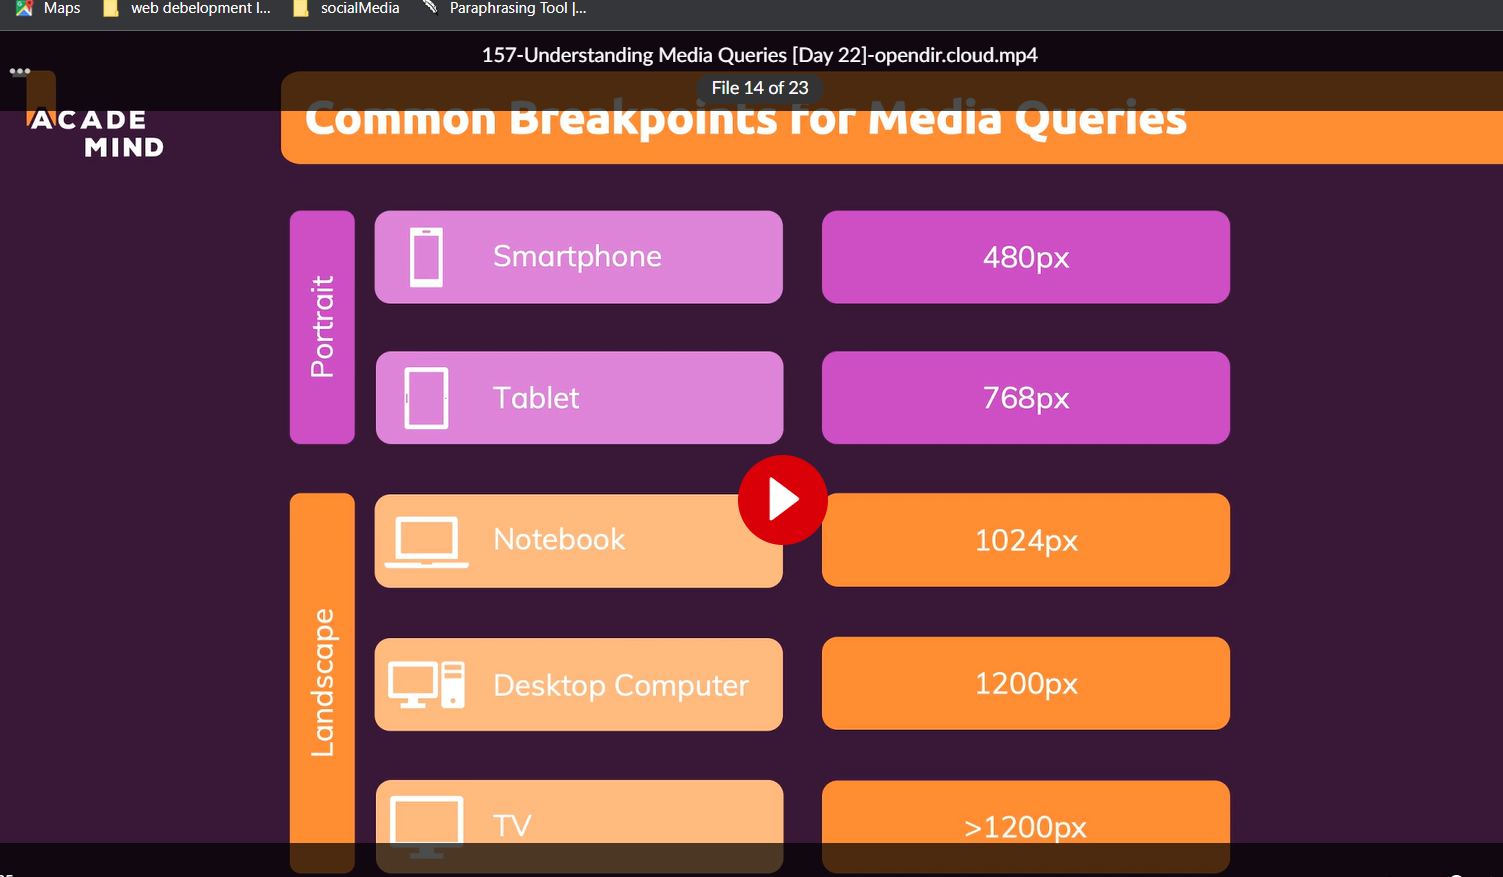 Maps
web debelopment l...
socialMedia
Paraphrasing Tool |...
157-Understanding Media Queries [Day 22]-opendir.cloud.mp4
File 14 of 23
ACADE
MIND
Common Breakpoints for Media Queries
Portrait
Smartphone
480px
Tablet
768px
Landscape
Notebook
1024px
Desktop Computer
1200px
TV
>1200px